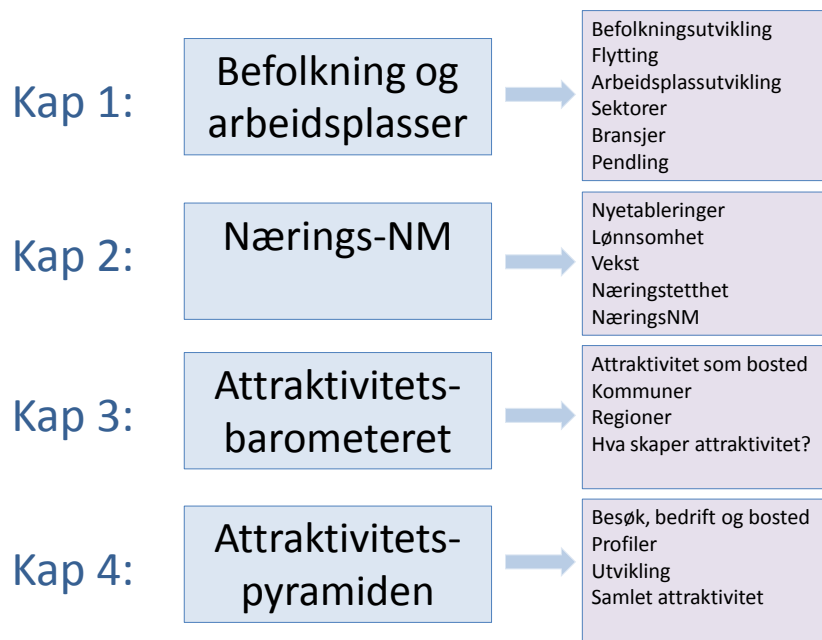 Kap 1:
Befolkning og
arbeidsplasser
Befolkningsutvikling
Flytting
Arbeidsplassutvikling
Sektorer
Bransjer
Pendling
Kap 2:
Nærings-NM
Nyetableringer
Lønnsomhet
Vekst
Næringstetthet
NæringsNM
Kap 3:
Attraktivitets-
barometeret
Attraktivitet som bosted
Kommuner
Regioner
Hva skaper attraktivitet?
Kap 4:
Attraktivitets-
pyramiden
Besøk, bedrift og bosted
Profiler
Utvikling
Samlet attraktivitet